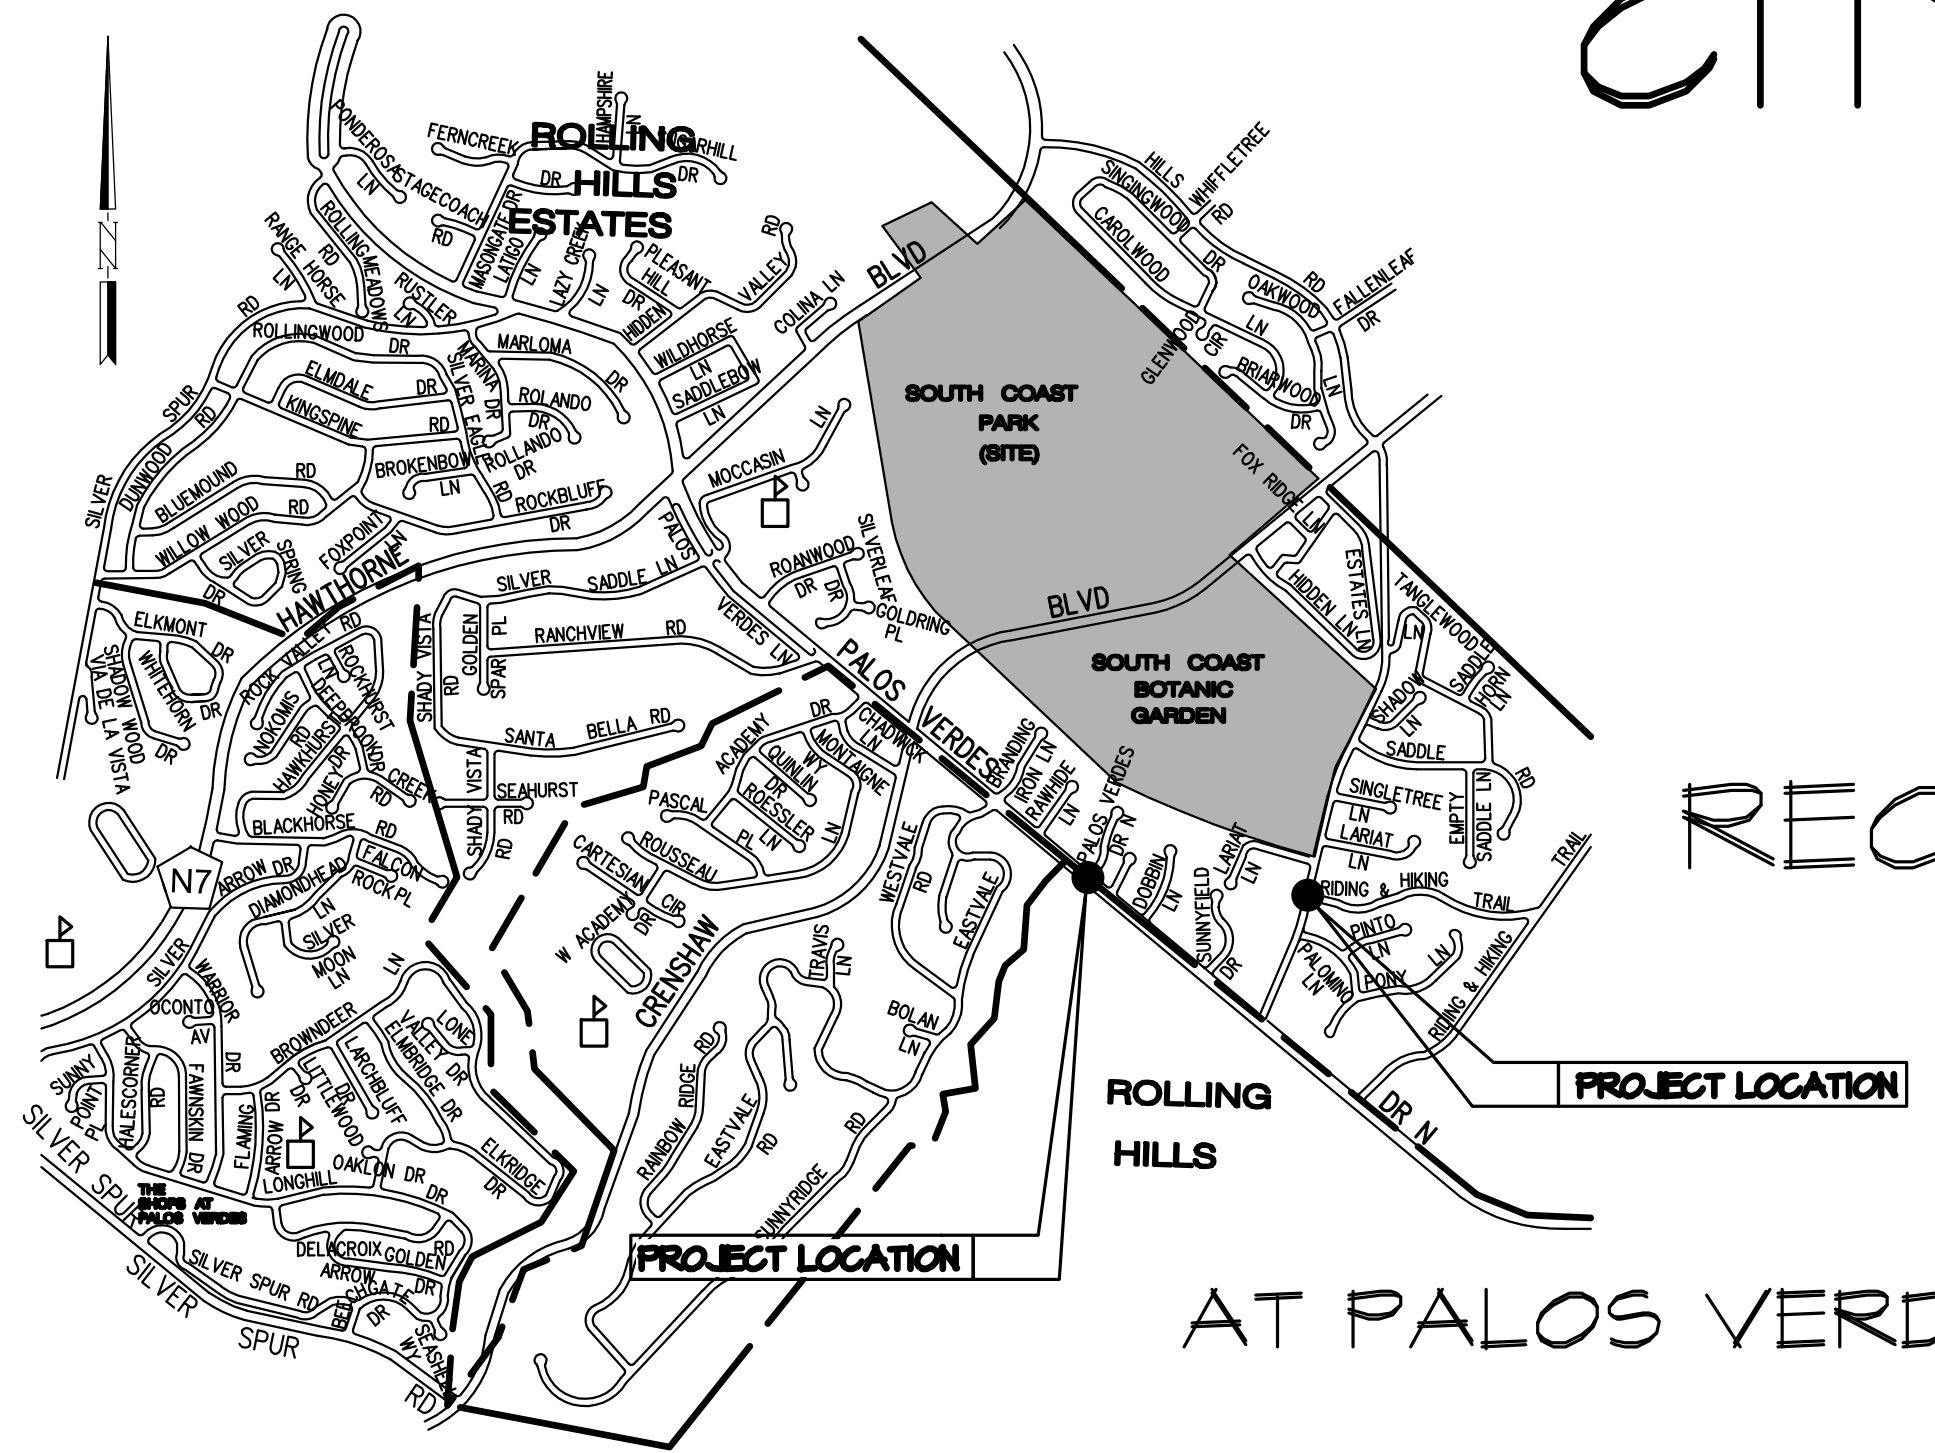 HAMPSHIRE
LN
PONDEROSA
LN
FERNCREEK
ROLLING
HILLS
ESTATES
DR
DR
STAGECOACH
RD
MASONGATE DR
LATIGO
LN
LAZY CREEK
LN
RANGE HORSE
LN
ROLLING
MEADOWS
RD
RUSTLER
LN
PLEASANT
HILL
DR
HIDDEN
VALLEY
RD
COLINA LN
BLVD
HILLS
WHIFFLETREE
RD
SINGINGWOOD
DR
CAROLWOOD
RD
OAKWOOD
LN
FALLENLEAF
DR
GLENWOOD
CIR
BRIARWOOD
DR
LN
RD
ROLLINGWOOD
DR
ELMDALE
DR
KINGSPINE
RD
MARINA DR
SILVER EAGLE
RD
MARLOMA
DR
ROLANDO
DR
ROLLANDO
DR
WILDHORSE
LN
SADDLEBOW
LN
SILVER
SPUR
DUNWOOD
RD
BLUEMOUND
RD
WILLOW WOOD
RD
BROKENBOW
LN
ROCKBLUFF
DR
MOCCASIN
LN
SOUTH COAST
PARK
(SITE)
FOX RIDGE LN
SILVER
SPRING
DR
FOXPOINT
LN
HAWTHORNE
PALOS
VERDES LN
SILVER SADDLE LN
ROANWOOD
DR
DR
SILVERLEAF
GOLDRING
PL
BLVD
HIDDEN LN
ESTATES LN
TANGLEWOOD
LN
ELKMONT
DR
WHITEHORN
DR
SHADOW WOOD
DR
VIA DE LA VISTA
ROCK VALLEY RD
ROCKHURST
LN
NOKOMIS
RD
DEEPBROOK
DR
HAWKHURST
HONEY
DR
CREEK
RD
SHADY VISTA
RD
GOLDEN
SPAR PL
RANCHVIEW RD
SANTA BELLA RD
PALOS
VERDES
SOUTH COAST
BOTANIC
GARDEN
SADDLE
HORN
LN
SHADOW
LN
SADDLE
RD
SINGLETREE
LN
EMPTY
SADDLE LN
LARIAT
LN
SHADY VISTA
RD
SEAHURST
RD
ACADEMY
DR
CHADWICK
LN
MONTAIGNE
LN
QUINLIN
WY
DR
ROESSLER
LN
PASCAL
PL
ROUSSEAU
CARTESIAN
CIR
W ACADEMY
DR
BRANDING
IRON LN
RAWHIDE
LN
PALOS VERDES
DR N
DOBBIN
LN
LARIAT
LN
SUNNYFIELD
DR
BLACKHORSE
RD
FALCON
ROCK PL
N7
ARROW DR
DIAMONDHEAD
LN
SILVER
MOON
LN
SILVER
WARRIOR
DR
OCONTO
AV
WESTVALE
RD
EASTVALE
CRENSHAW
TRAVIS
LN
BOLAN
LN
RIDING & HIKING
TRAIL
TRAIL
PINTO
LN
PALOMINO
LN
PONY
LN
RIDING & HIKING
LN
BROWNDEER
DR
LONE
VALLEY DR
ELMBRIDGE DR
LARCHBLUFF
DR
LITTLEWOOD
SUNNY
POINT
PL
HALESCORNER
RD
FAWNSKIN DR
FLAMING
ARROW DR
LONGHILL
DR
OAKLON DR
ELKRIDGE
DR
RAINBOW RIDGE RD
EASTVALE
RD
SUNNYRIDGE
RD
ROLLING
HILLS
DR N
PROJECT LOCATION
PROJECT LOCATION
SILVER SPUR
THE
SHOPS AT
PALOS VERDES
DELACROIX
RD
GOLDEN
ARROW
DR
SILVER SPUR RD
SILVER
SPUR
RD
DR
WY
AT PALOS VERD